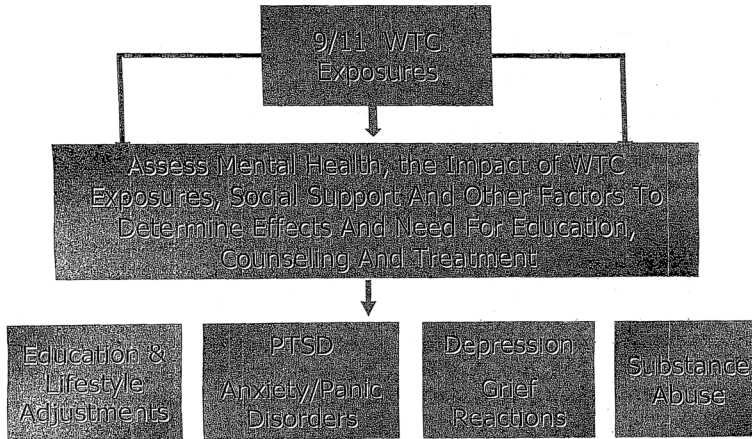 9/11 WTC
Exposures
Assess Mental Health, the Impact of WTC
Exposures, Social Support And Other Factors To
Determine Effects And Need For Education,
Counseling And Treatment
Education &
Lifestyle
Adjustments
PTSD
Anxiety/Panic
Disorders
Depression
Grief
Reactions
Substance
Abuse